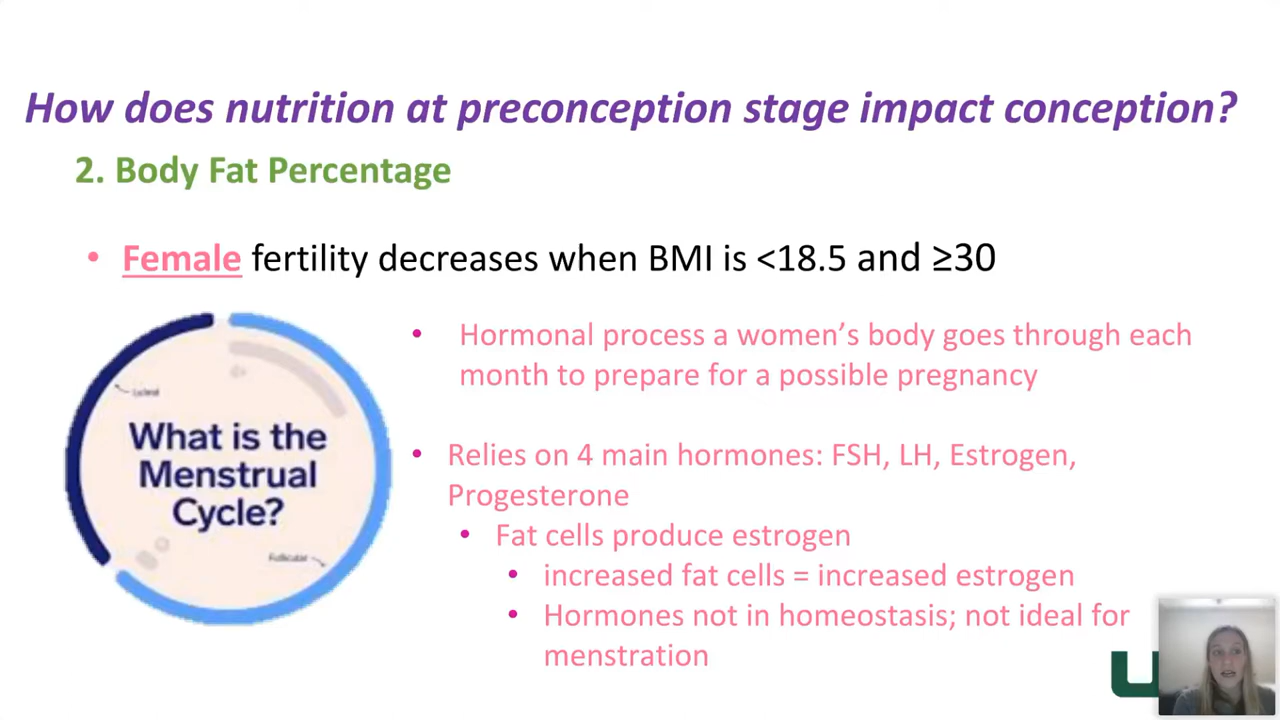 How does nutrition at preconception stage impact conception?
2. Body Fat Percentage
• Female fertility decreases when BMI is <18.5 and ≥30
Luteal
What is the
Menstrual
Cycle?
Follicular
• Hormonal process a women’s body goes through each
month to prepare for a possible pregnancy
• Relies on 4 main hormones: FSH, LH, Estrogen,
Progesterone
• Fat cells produce estrogen
• increased fat cells = increased estrogen
• Hormones not in homeostasis; not ideal for
menstration